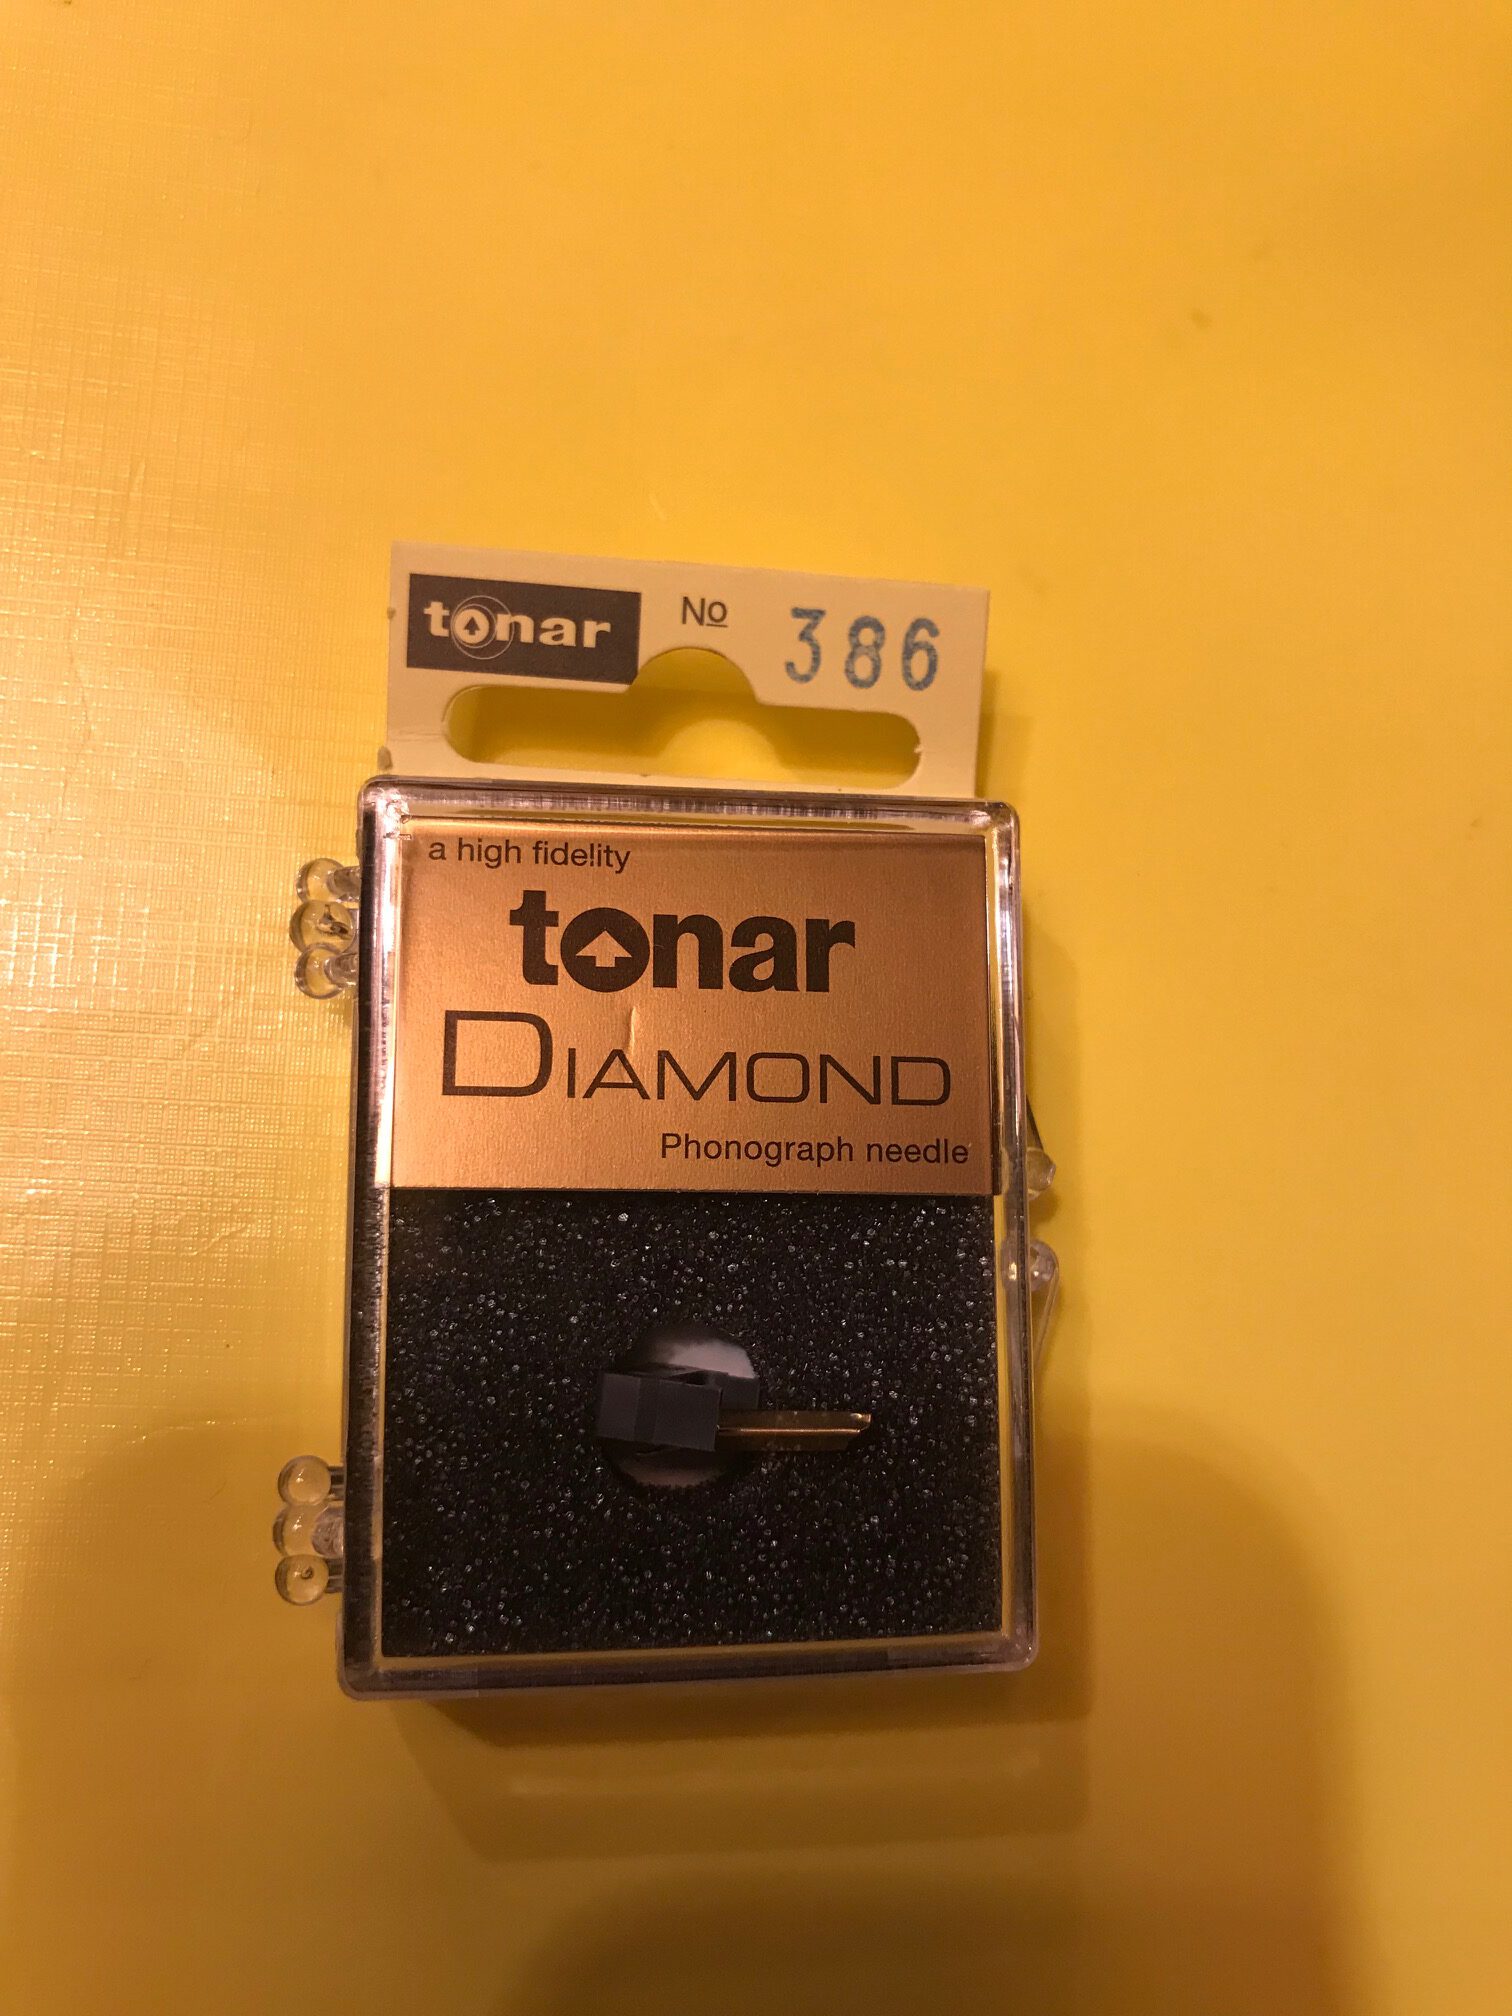 tonar
No 386
a high fidelity
tonar
DIAMOND
Phonograph needle